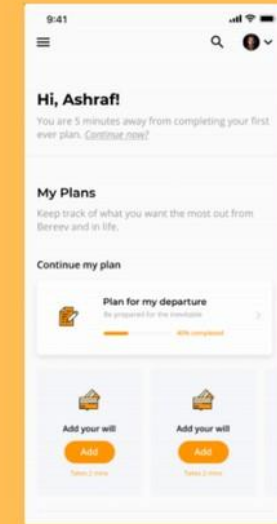 9:41
Hi, Ashraf!
You are 5 minutes away from completing your first
ever plan. Continue now?
My Plans
Keep track of what you want the most out from
Bereev and in life.
Continue my plan
Plan for my departure
Be prepared for the inevitable
40% completed
Add your will
Add your will
Add
Add
Takes 2 mins
Takes 2 mins